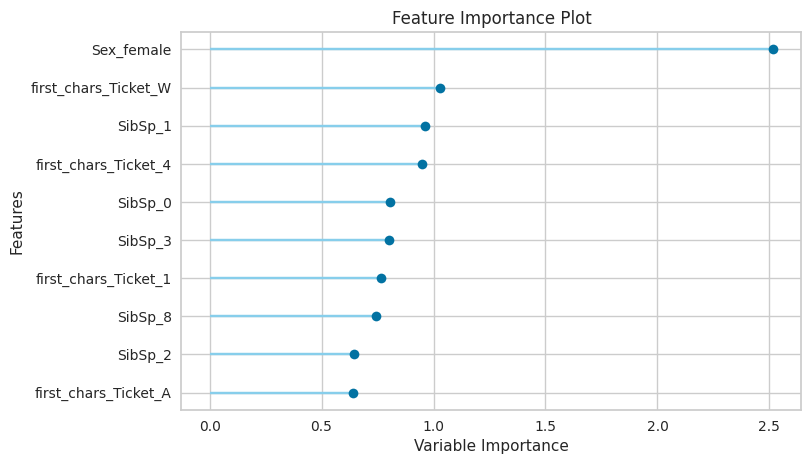 Feature Importance Plot
Features
Sex_female
first_chars_Ticket_W
SibSp_1
first_chars_Ticket_4
SibSp_0
SibSp_3
first_chars_Ticket_1
SibSp_8
SibSp_2
first_chars_Ticket_A
0.0 0.5 1.0 1.5 2.0 2.5
Variable Importance